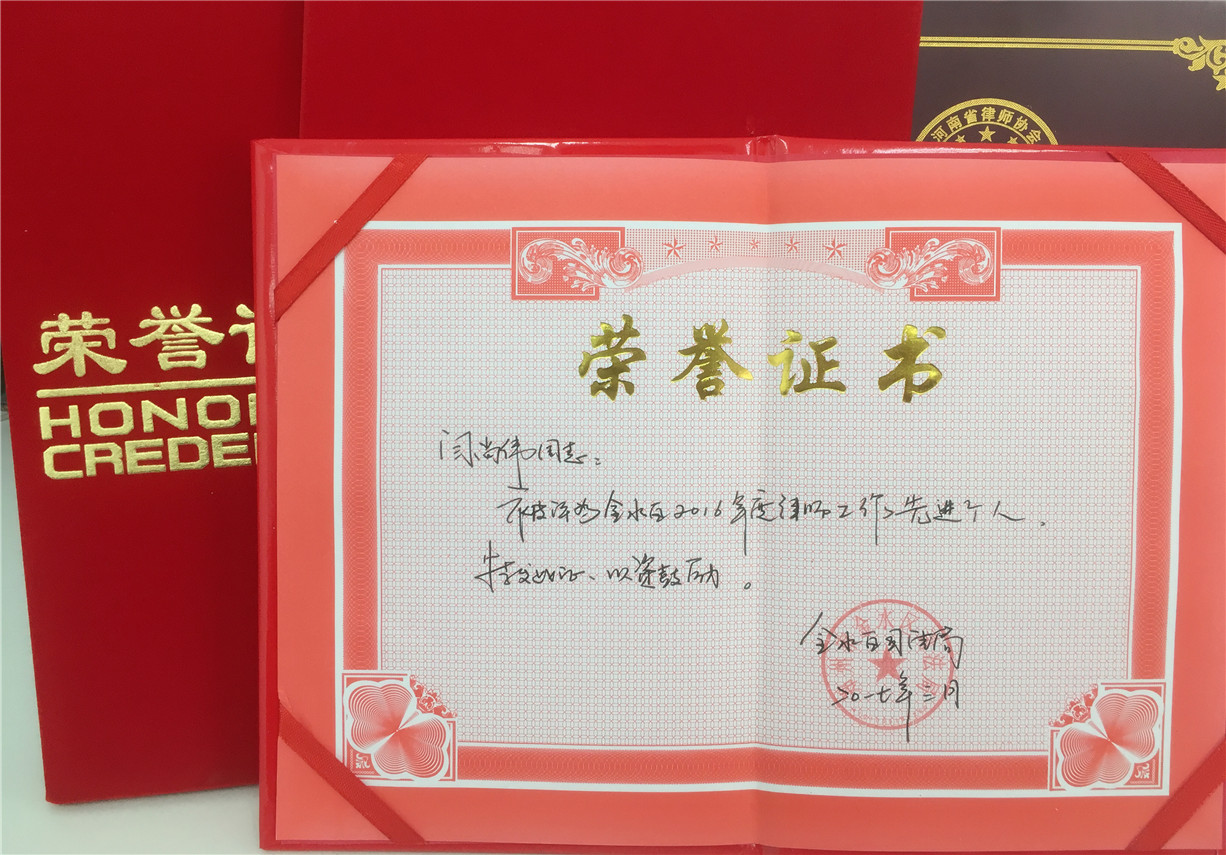 河南省律师协会
荣誉证
HONOR
CREDE
荣誉证书
闫尚伟同志:
被评为金水区2016年度律师工作先进个人,
特发此证、以资鼓励。
金水区司法局
二〇一七年三月